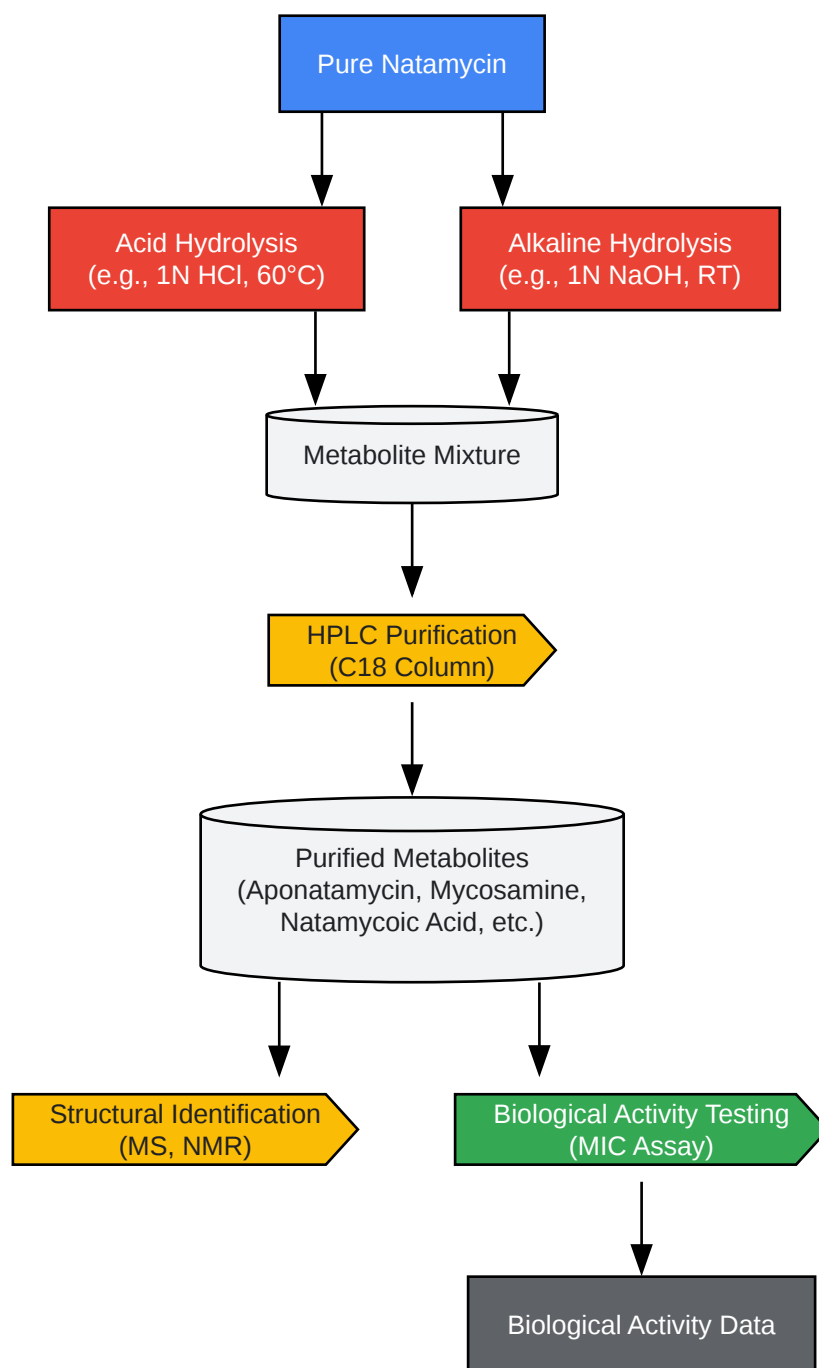 Pure Natamycin
Acid Hydrolysis
(e.g., 1N HCl, 60°C)
Alkaline Hydrolysis
(e.g., 1N NaOH, RT)
Metabolite Mixture
HPLC Purification
(C18 Column)
Purified Metabolites
(Aponatamycin, Mycosamine,
Natamycoic Acid, etc.)
Structural Identification
(MS, NMR)
Biological Activity Testing
(MIC Assay)
Biological Activity Data